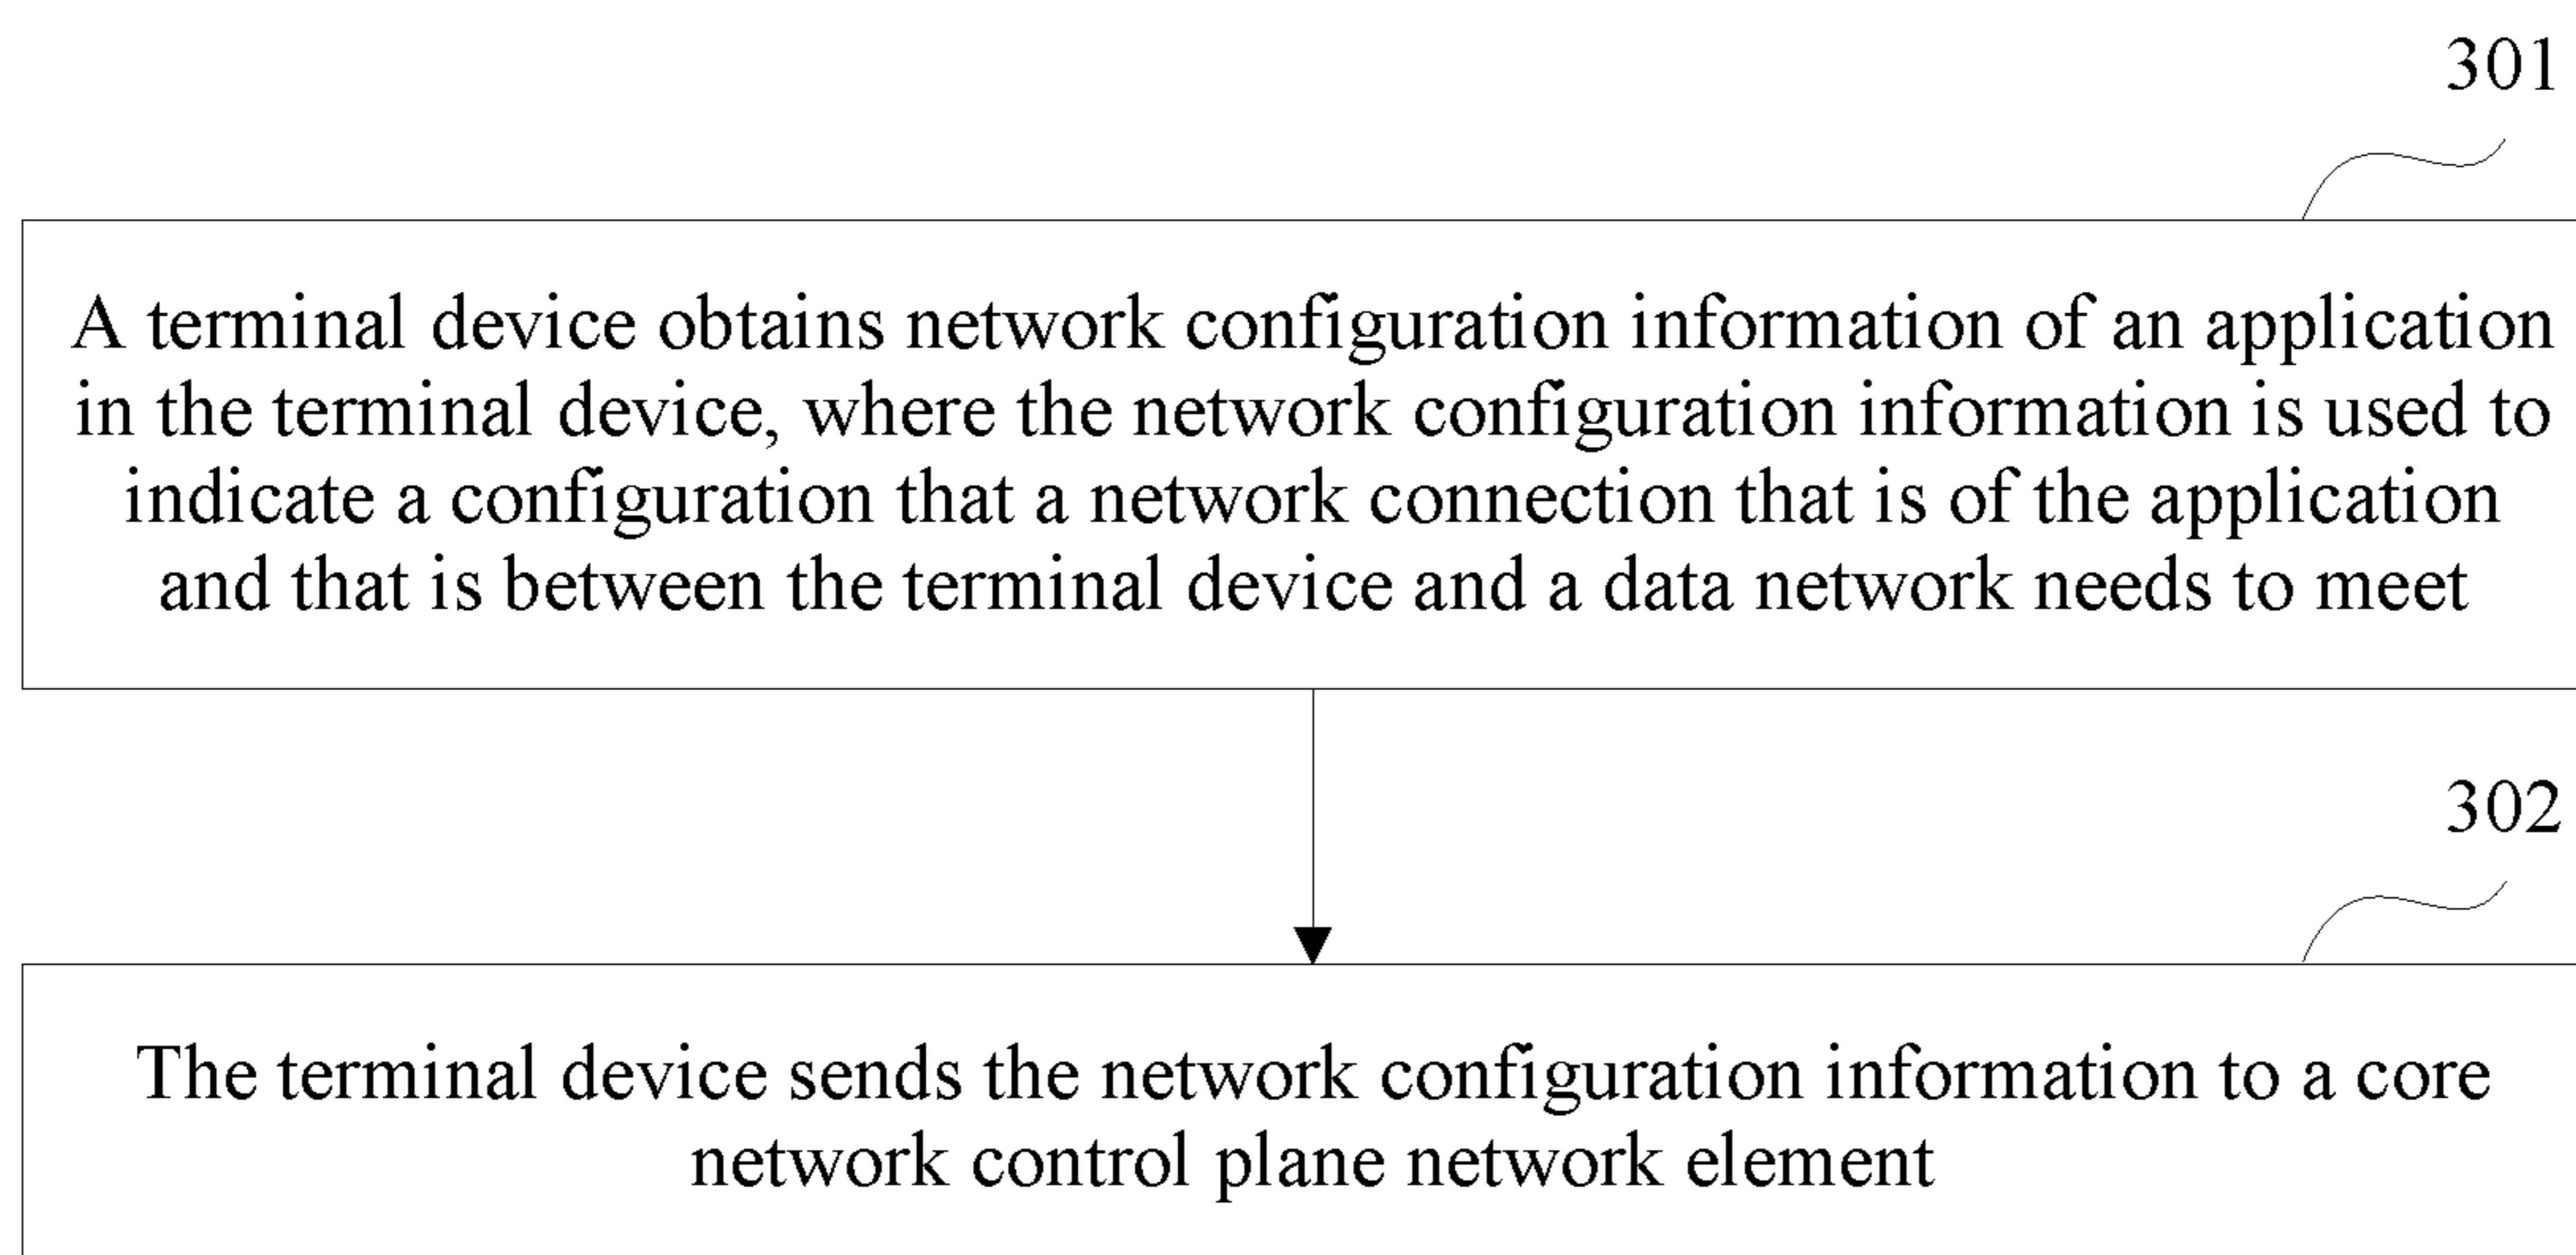 301
A terminal device obtains network configuration information of an application
in the terminal device, where the network configuration information is used to
indicate a configuration that a network connection that is of the application
and that is between the terminal device and a data network needs to meet
302
The terminal device sends the network configuration information to a core
network control plane network element